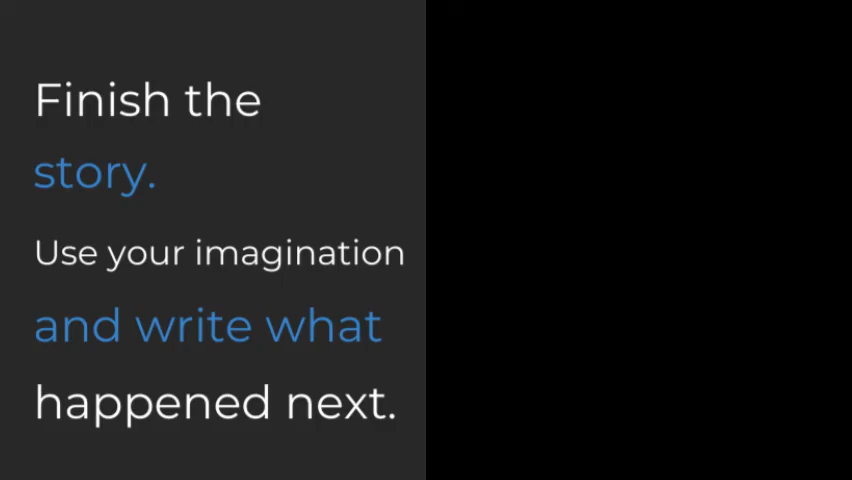 Finish the
story.
Use your imagination
and write what
happened next.